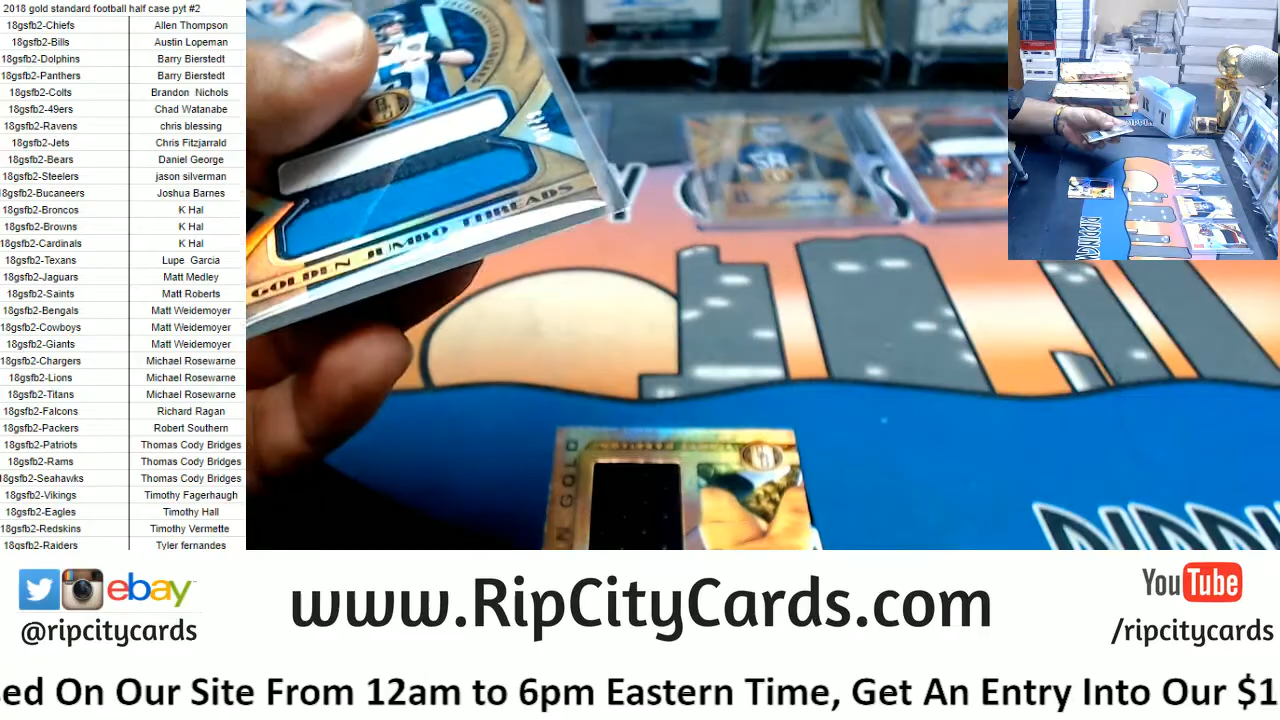 2018 gold standard football half case pyt #2
18gsfb2-Chiefs Allen Thompson
18gsfb2-Bills Austin Lopeman
18gsfb2-Dolphins Barry Bierstedt
18gsfb2-Panthers Barry Bierstedt
18gsfb2-Colts Brandon Nichols
18gsfb2-49ers Chad Watanabe
18gsfb2-Ravens chris blessing
18gsfb2-Jets Chris Fitzjarrald
18gsfb2-Bears Daniel George
18gsfb2-Steelers jason silverman
18gsfb2-Bucaneers Joshua Barnes
18gsfb2-Broncos K Hal
18gsfb2-Browns K Hal
18gsfb2-Cardinals K Hal
18gsfb2-Texans Lupe Garcia
18gsfb2-Jaguars Matt Medley
18gsfb2-Saints Matt Roberts
18gsfb2-Bengals Matt Weidemoyer
18gsfb2-Cowboys Matt Weidemoyer
18gsfb2-Giants Matt Weidemoyer
18gsfb2-Chargers Michael Rosewarne
18gsfb2-Lions Michael Rosewarne
18gsfb2-Titans Michael Rosewarne
18gsfb2-Falcons Richard Ragan
18gsfb2-Packers Robert Southern
18gsfb2-Patriots Thomas Cody Bridges
18gsfb2-Rams Thomas Cody Bridges
18gsfb2-Seahawks Thomas Cody Bridges
18gsfb2-Vikings Timothy Fagerhaugh
18gsfb2-Eagles Timothy Hall
18gsfb2-Redskins Timothy Vermette
18gsfb2-Raiders Tyler fernandes
GOLDEN JUMBO THREADS
GOLD
ebay
@ripcitycards
www.RipCityCards.com
YouTube
/ripcitycards
ed On Our Site From 12am to 6pm Eastern Time, Get An Entry Into Our $1